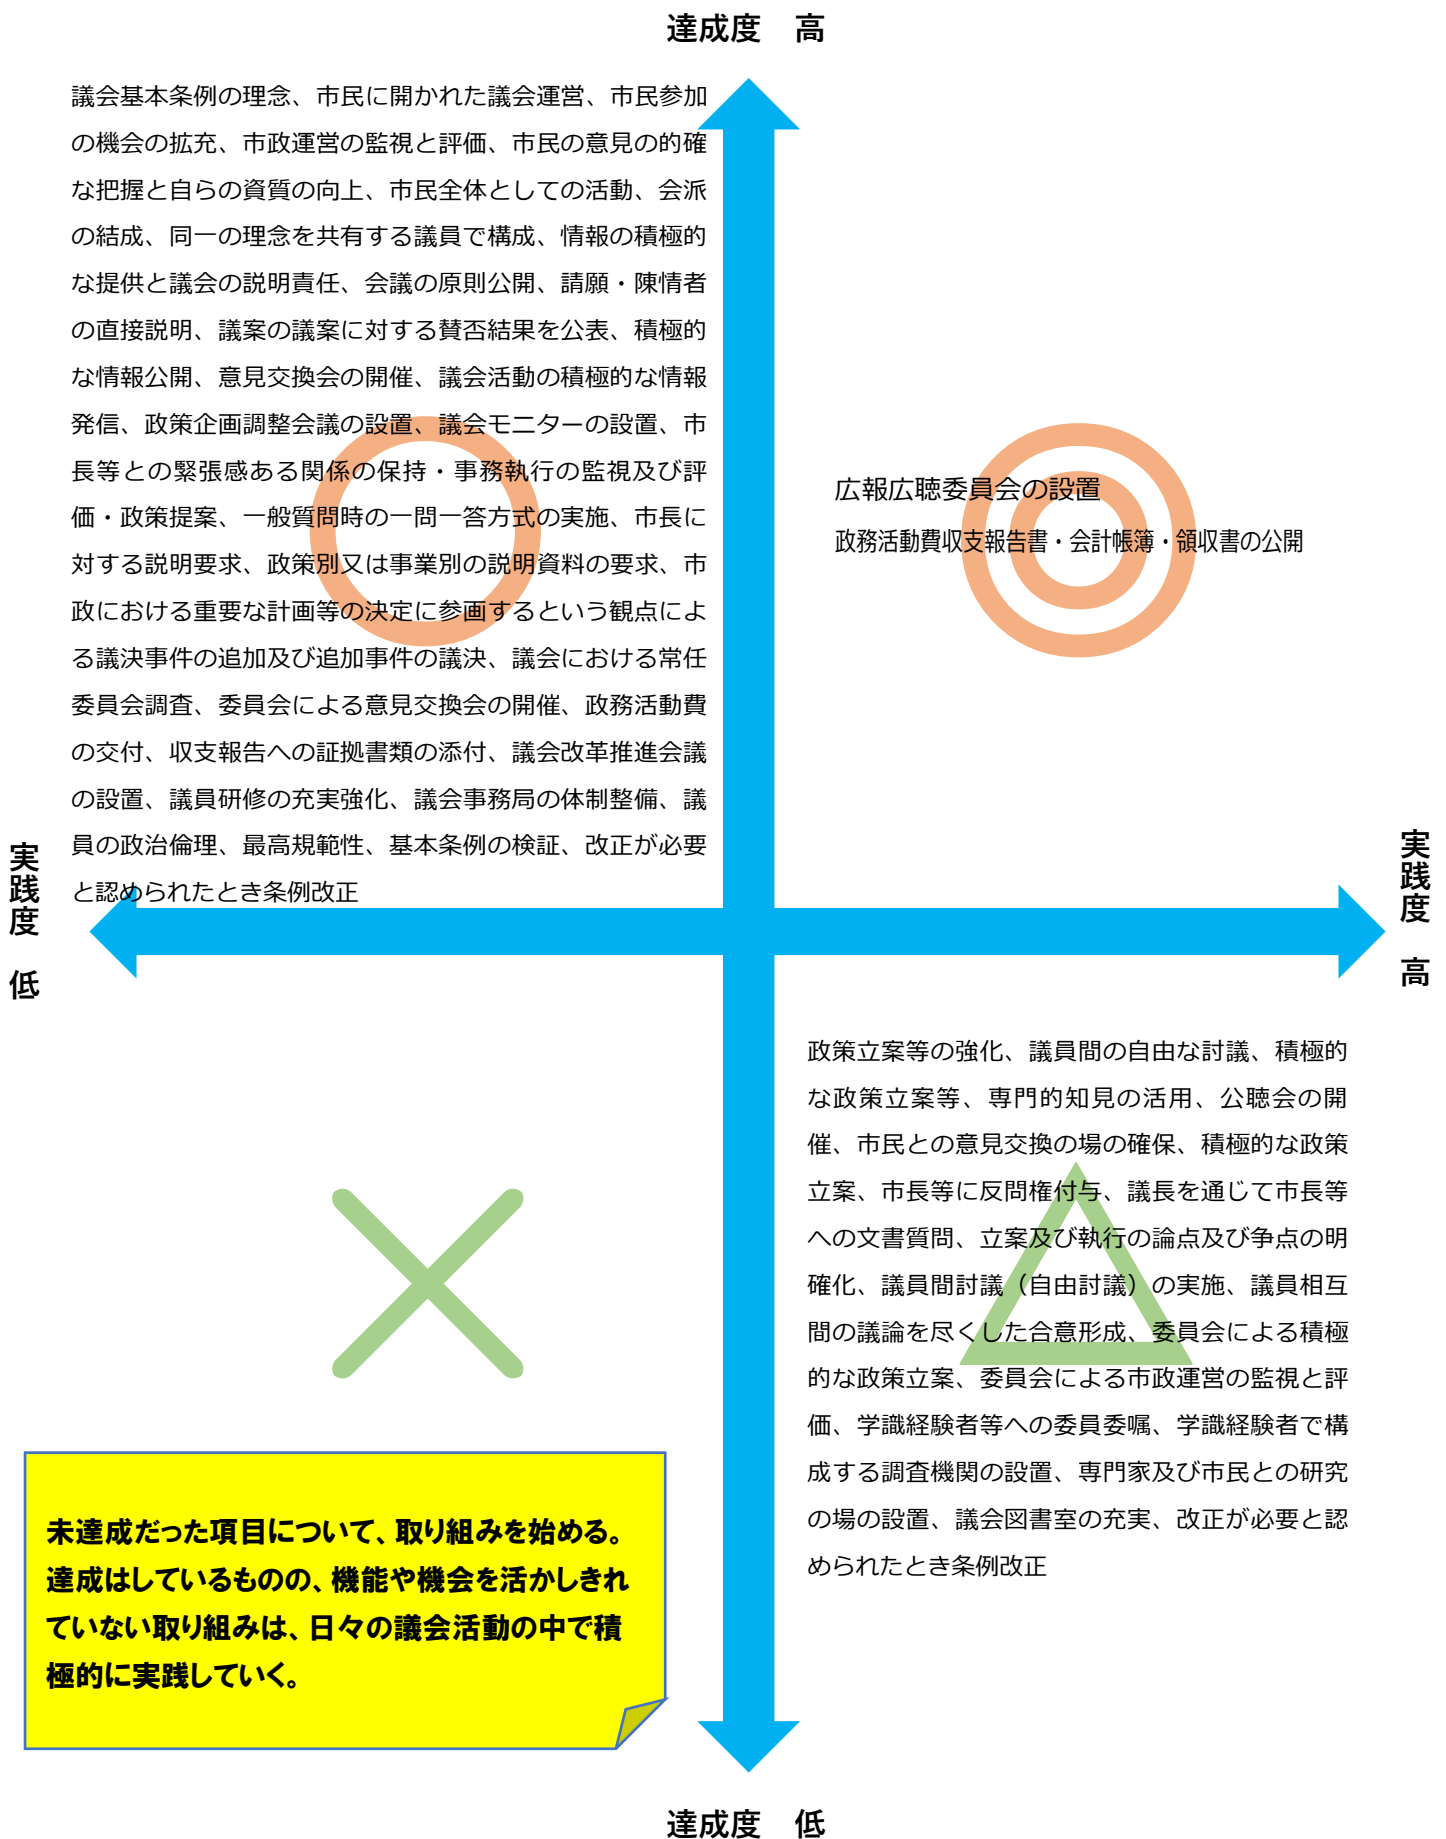 達成度　高
議会基本条例の理念、市民に開かれた議会運営、市民参加
の機会の拡充、市政運営の監視と評価、市民の意見の的確
な把握と自らの資質の向上、市民全体としての活動、会派
の結成、同一の理念を共有する議員で構成、情報の積極的
な提供と議会の説明責任、会議の原則公開、請願・陳情者
の直接説明、議案の議案に対する賛否結果を公表、積極的
な情報公開、意見交換会の開催、議会活動の積極的な情報
発信、政策企画調整会議の設置、議会モニターの設置、市
長等との緊張感ある関係の保持・事務執行の監視及び評
価・政策提案、一般質問時の一問一答方式の実施、市長に
対する説明要求、政策別又は事業別の説明資料の要求、市
政における重要な計画等の決定に参画するという観点によ
る議決事件の追加及び追加事件の議決、議会における常任
委員会調査、委員会による意見交換会の開催、政務活動費
の交付、収支報告への証拠書類の添付、議会改革推進会議
の設置、議員研修の充実強化、議会事務局の体制整備、議
員の政治倫理、最高規範性、基本条例の検証、改正が必要
と認められたとき条例改正
広報広聴委員会の設置
政務活動費収支報告書・会計帳簿・領収書の公開
実践度　低
実践度　高
政策立案等の強化、議員間の自由な討議、積極的
な政策立案等、専門的知見の活用、公聴会の開
催、市民との意見交換の場の確保、積極的な政策
立案、市長等に反問権付与、議長を通じて市長等
への文書質問、立案及び執行の論点及び争点の明
確化、議員間討議（自由討議）の実施、議員相互
間の議論を尽くした合意形成、委員会による積極
的な政策立案、委員会による市政運営の監視と評
価、学識経験者等への委員委嘱、学識経験者で構
成する調査機関の設置、専門家及び市民との研究
の場の設置、議会図書室の充実、改正が必要と認
められたとき条例改正
未達成だった項目について、取り組みを始める。
達成はしているものの、機能や機会を活かしきれ
ていない取り組みは、日々の議会活動の中で積
極的に実践していく。
達成度　低